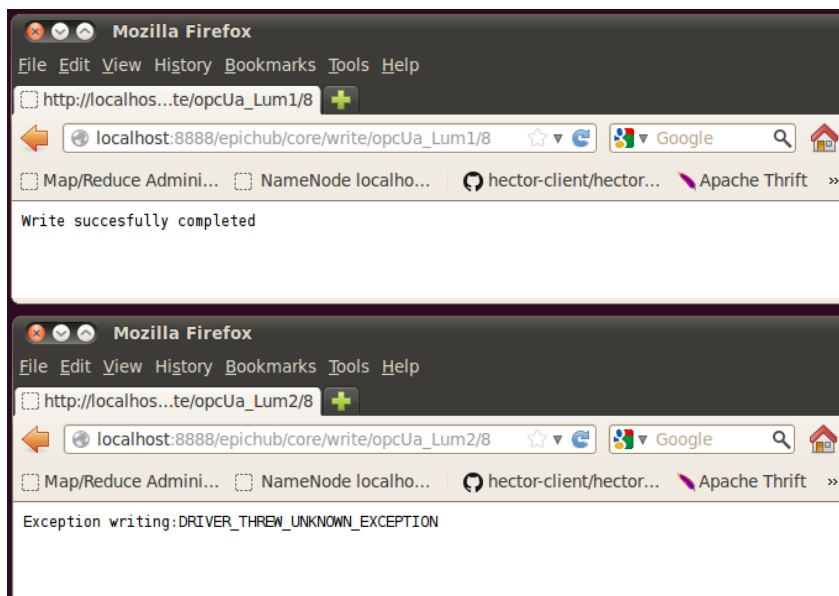 Mozilla Firefox
File Edit View History Bookmarks Tools Help
http://localhos...te/opcUa_Lum1/8
localhost:8888/epichub/core/write/opcUa_Lum1/8 Google
Map/Reduce Admini... NameNode localho... hector-client/hector... Apache Thrift »
Write succesfully completed
Mozilla Firefox
File Edit View History Bookmarks Tools Help
http://localhos...te/opcUa_Lum2/8
localhost:8888/epichub/core/write/opcUa_Lum2/8 Google
Map/Reduce Admini... NameNode localho... hector-client/hector... Apache Thrift »
Exception writing:DRIVER_THREW_UNKNOWN_EXCEPTION